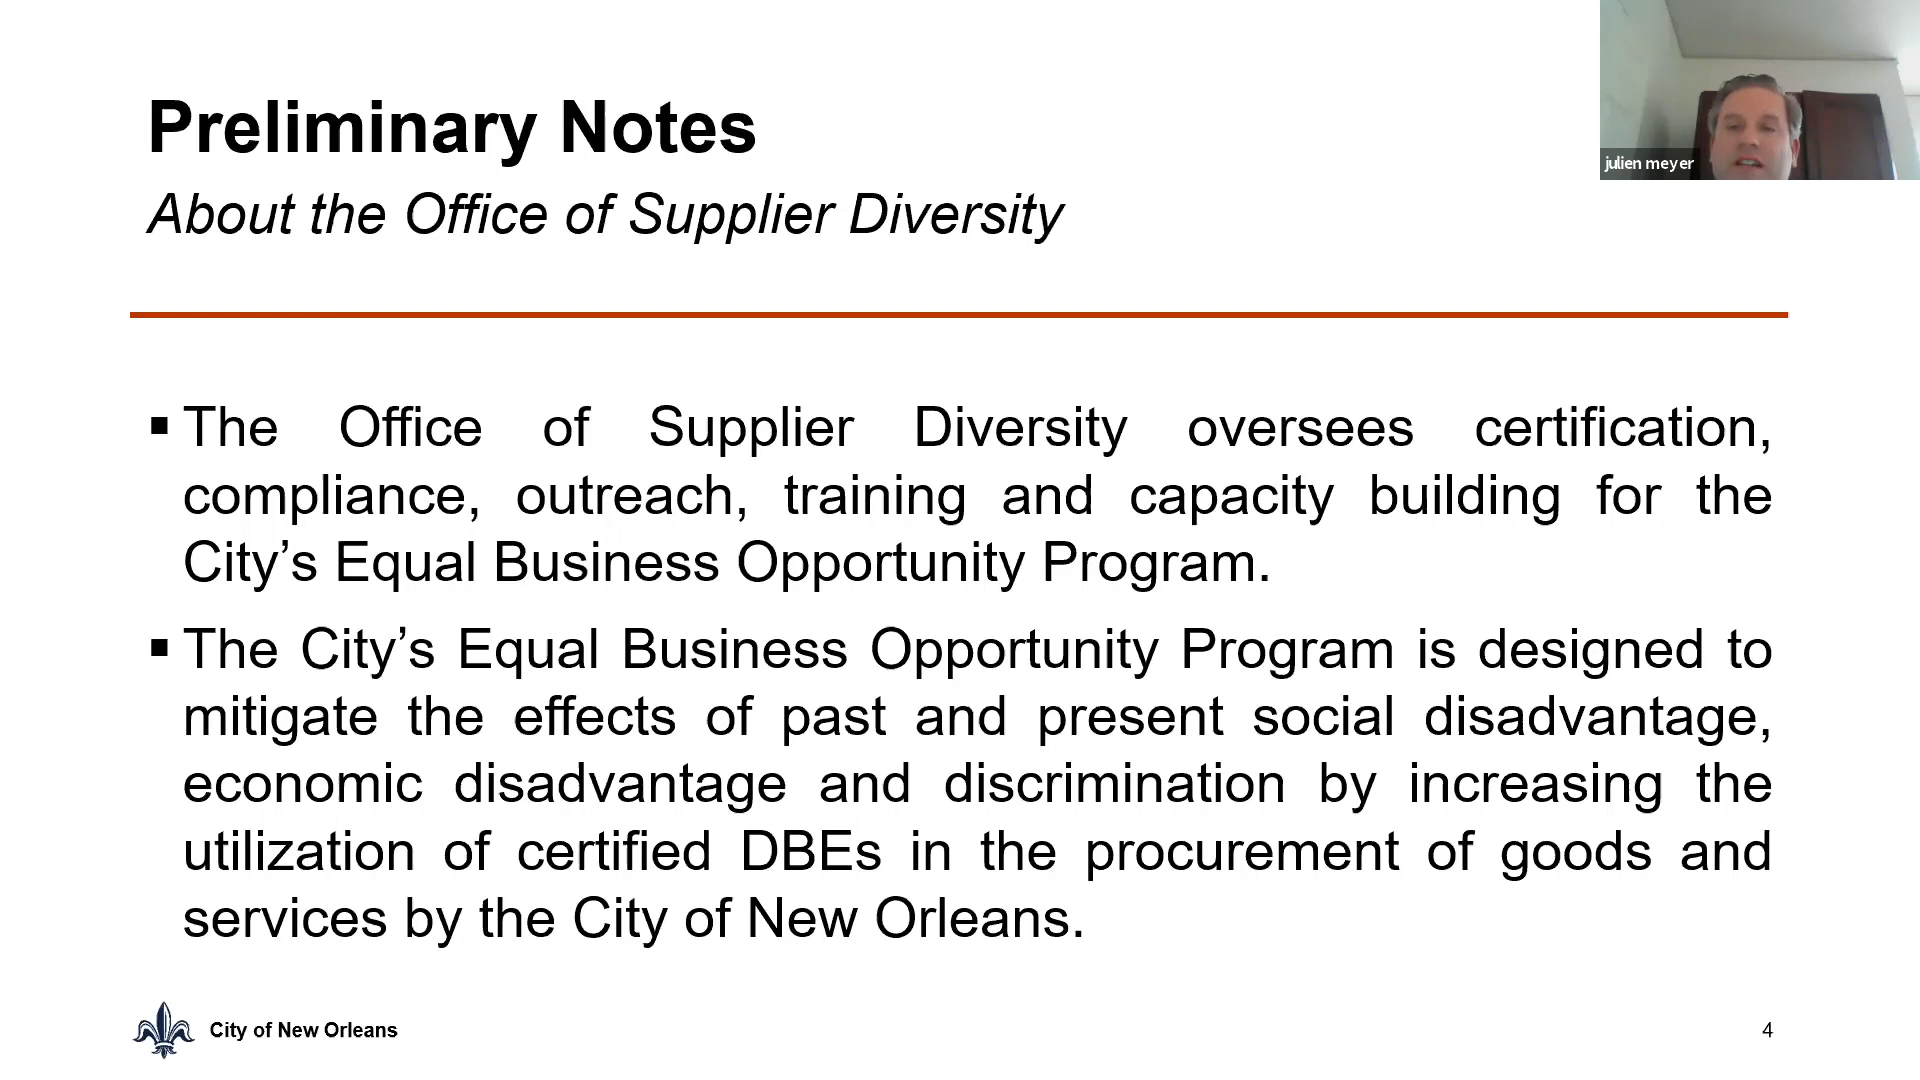 Preliminary Notes
julien meyer
About the Office of Supplier Diversity
▪ The Office of Supplier Diversity oversees certification,
compliance, outreach, training and capacity building for the
City’s Equal Business Opportunity Program.
▪ The City’s Equal Business Opportunity Program is designed to
mitigate the effects of past and present social disadvantage,
economic disadvantage and discrimination by increasing the
utilization of certified DBEs in the procurement of goods and
services by the City of New Orleans.
City of New Orleans
4